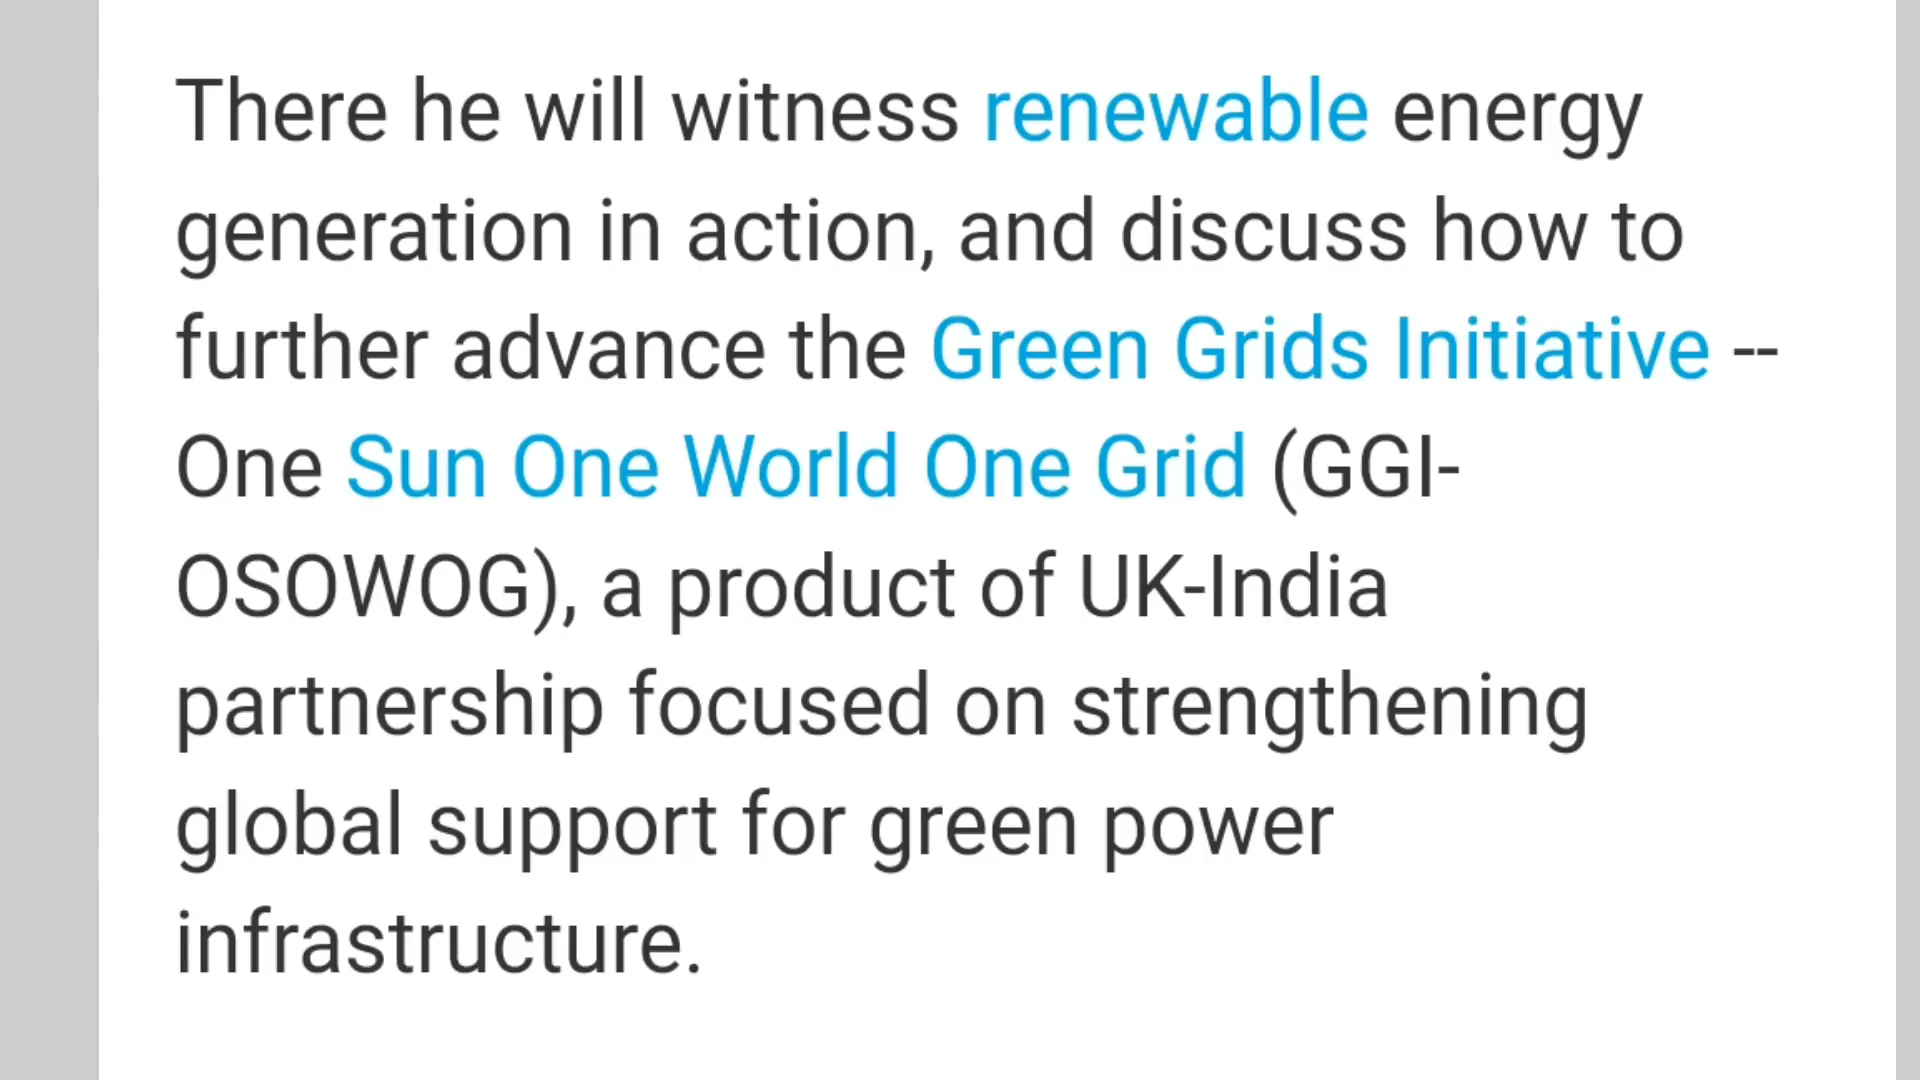 There he will witness renewable energy
generation in action, and discuss how to
further advance the Green Grids Initiative --
One Sun One World One Grid (GGI-
OSOWOG), a product of UK-India
partnership focused on strengthening
global support for green power
infrastructure.